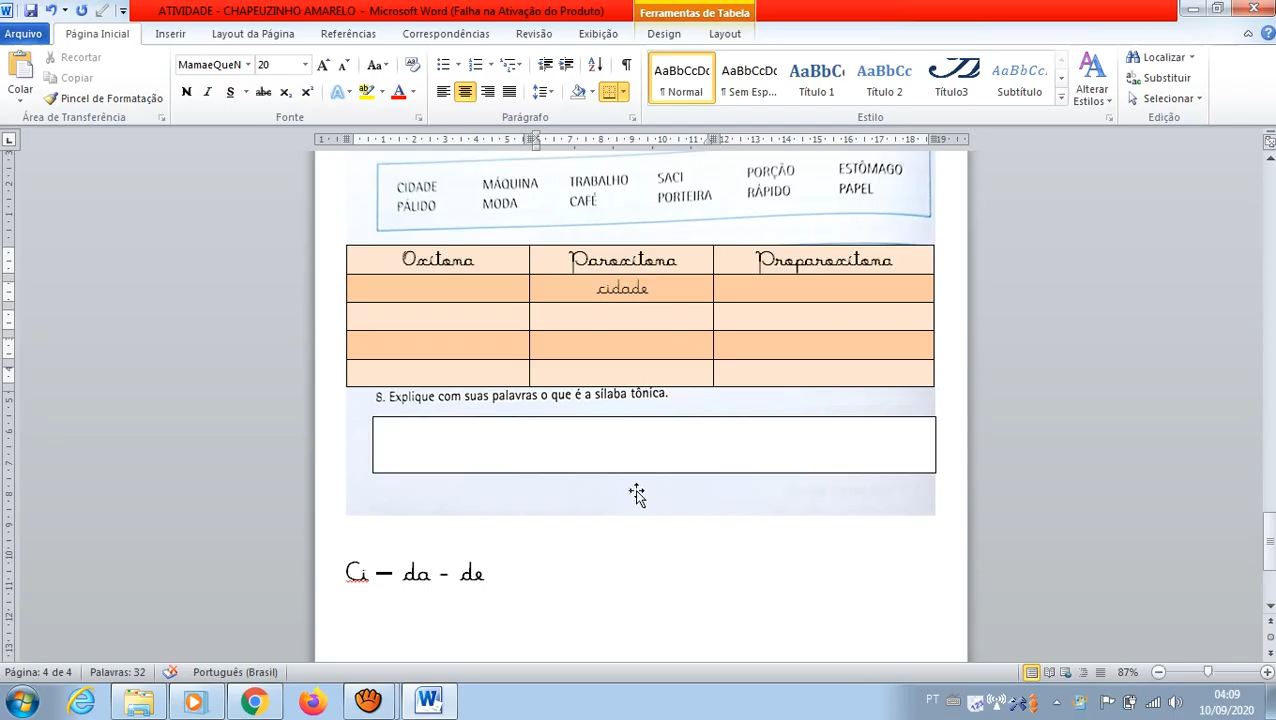 ATIVIDADE - CHAPEUZINHO AMARELO - Microsoft Word (Falha na Ativação do Produto)
Ferramentas de Tabela
Arquivo Página Inicial Inserir Layout da Página Referências Correspondências Revisão Exibição Design Layout
Colar
Recortar
Copiar
Pincel de Formatação
Área de Transferência
MamaeQueN 20
Fonte
Parágrafo
AaBbCcDc AaBbCcDc AaBbC AaBbCc AaBbCc
¶ Normal ¶ Sem Esp... Título 1 Título 2 Título3 Subtítulo
Estilo
Alterar Estilos
Localizar
Substituir
Selecionar
Edição
CIDADE MÁQUINA TRABALHO SACI PORÇÃO ESTÔMAGO
PÁLIDO MODA CAFÉ PORTEIRA RÁPIDO PAPEL
Oxítona Paroxítona Proparoxítona
cidade
8. Explique com suas palavras o que é a sílaba tônica.
Ci – da - de
Página: 4 de 4 Palavras: 32 Português (Brasil) 87%
PT
04:09
10/09/2020